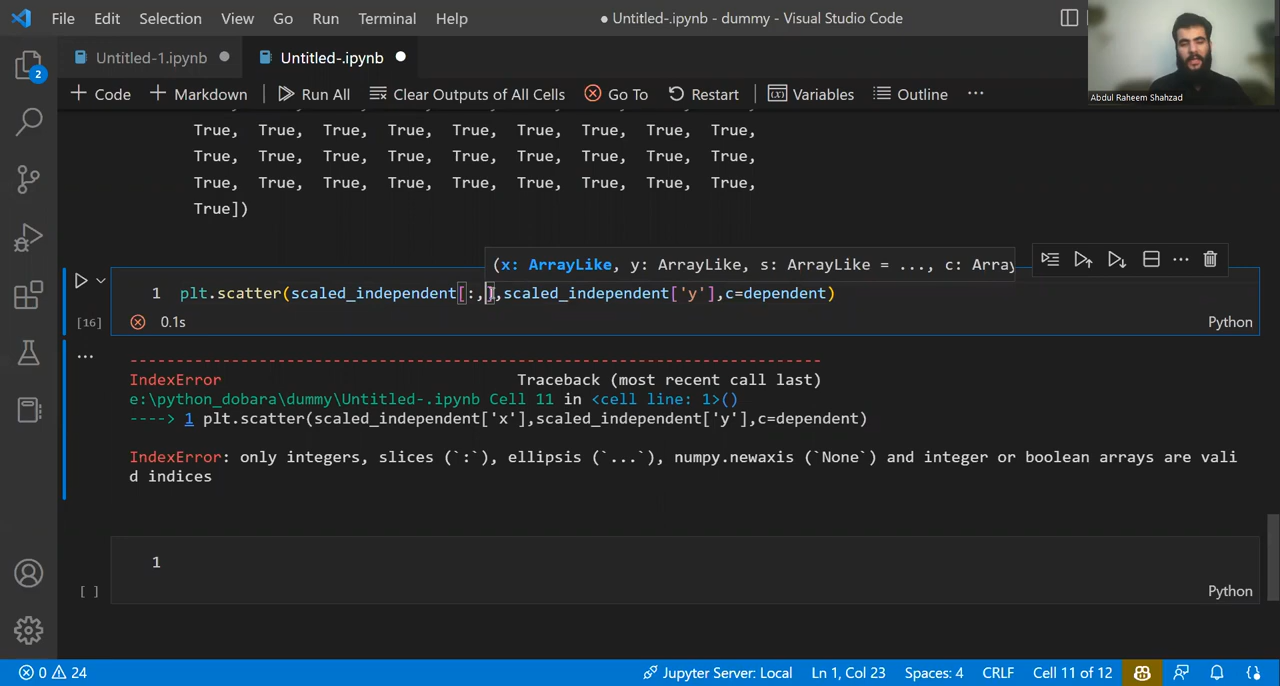 File Edit Selection View Go Run Terminal Help ● Untitled-.ipynb - dummy - Visual Studio Code
Untitled-1.ipynb Untitled-.ipynb
Abdul Raheem Shahzad
+ Code + Markdown | Run All Clear Outputs of All Cells Go To Restart | Variables Outline ...
2
True, True, True, True, True, True, True, True, True,
True, True, True, True, True, True, True, True, True,
True, True, True, True, True, True, True, True, True,
True])
(x: ArrayLike, y: ArrayLike, s: ArrayLike = ..., c: Array
1 plt.scatter(scaled_independent[:,],scaled_independent['y'],c=dependent)
[16] 0.1s Python
...
--------------------------------------------------------------------------
IndexError Traceback (most recent call last)
e:\python_dobara\dummy\Untitled-.ipynb Cell 11 in <cell line: 1>()
----> 1 plt.scatter(scaled_independent['x'],scaled_independent['y'],c=dependent)
IndexError: only integers, slices (`:`), ellipsis (`...`), numpy.newaxis (`None`) and integer or boolean arrays are vali
d indices
1
[ ] Python
0 24 Jupyter Server: Local Ln 1, Col 23 Spaces: 4 CRLF Cell 11 of 12